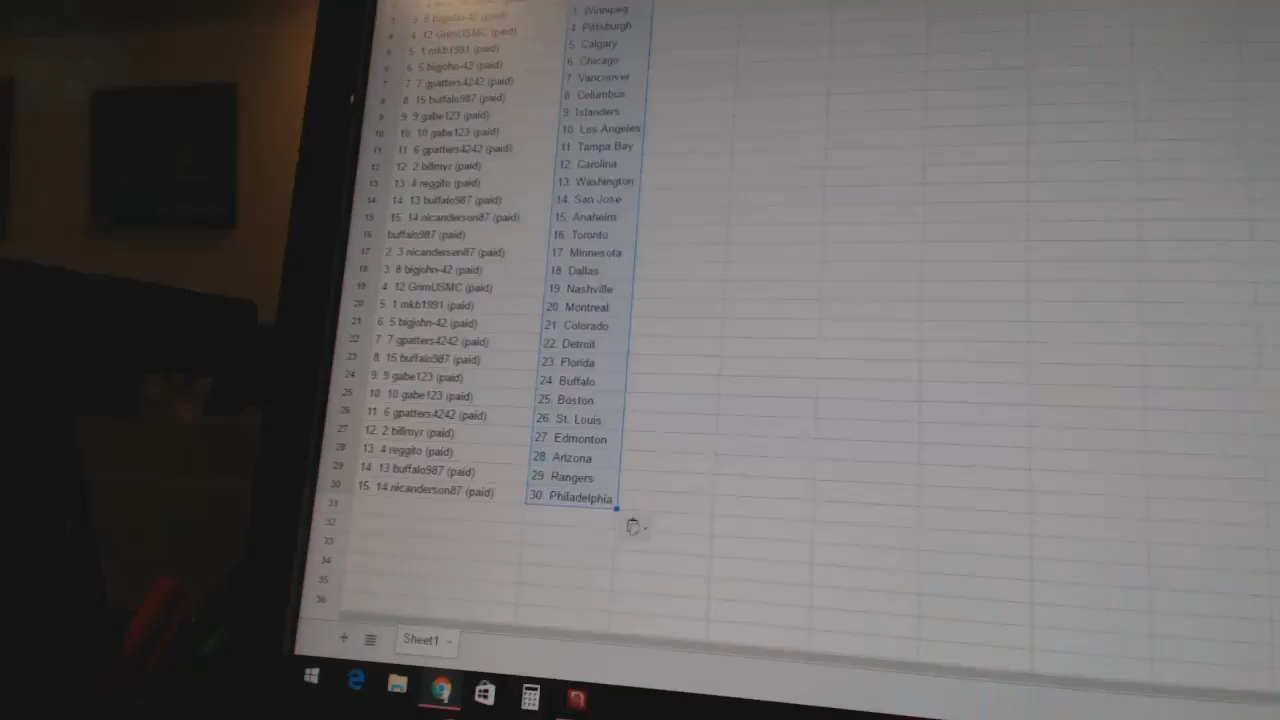 3 8 bigjohn-42 (paid) 3 Winnipeg
4 4 12 GrimUSMC (paid) 4 Pittsburgh
5 5. 1 mkb1991 (paid) 5 Calgary
6 6 5 bigjohn-42 (paid) 6 Chicago
7 7 7 gpatters4242 (paid) 7 Vancouver
8 8 15 buffalo987 (paid) 8 Columbus
9 9 9 gabe123 (paid) 9 Islanders
10 10 10 gabe123 (paid) 10 Los Angeles
11 11 6 gpatters4242 (paid) 11 Tampa Bay
12 12 2 billmyr (paid) 12. Carolina
13 13 4 reggito (paid) 13. Washington
14 14 13 buffalo987 (paid) 14. San Jose
15 15. 14 nicanderson87 (paid) 15. Anaheim
16 buffalo987 (paid) 16. Toronto
17 2. 3 nicanderson87 (paid) 17 Minnesota
18 3. 8 bigjohn-42 (paid) 18 Dallas
19 4 12 GrimUSMC (paid) 19. Nashville
20 5. 1 mkb1991 (paid) 20. Montreal
21 6. 5 bigjohn-42 (paid) 21 Colorado
22 7. 7 gpatters4242 (paid) 22. Detroit
23 8. 15 buffalo987 (paid) 23. Florida
24 9. 9 gabe123 (paid) 24 Buffalo
25 10 10 gabe123 (paid) 25. Boston
26 11 6 gpatters4242 (paid) 26. St. Louis
27 12. 2 billmyr (paid) 27 Edmonton
28 13. 4 reggito (paid) 28 Arizona
29 14. 13 buffalo987 (paid) 29 Rangers
30 15. 14 nicanderson87 (paid) 30 Philadelphia
31
32
33
34
35
36
Sheet1